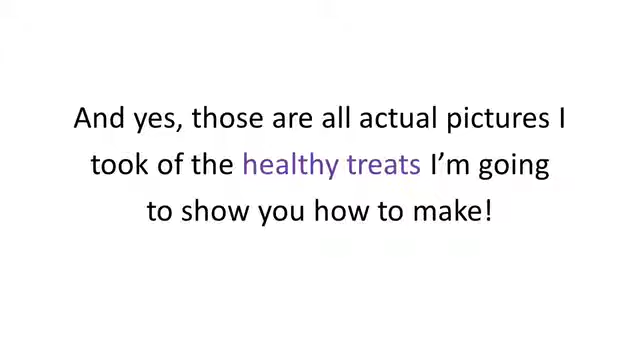 And yes, those are all actual pictures I
took of the healthy treats I’m going
to show you how to make!